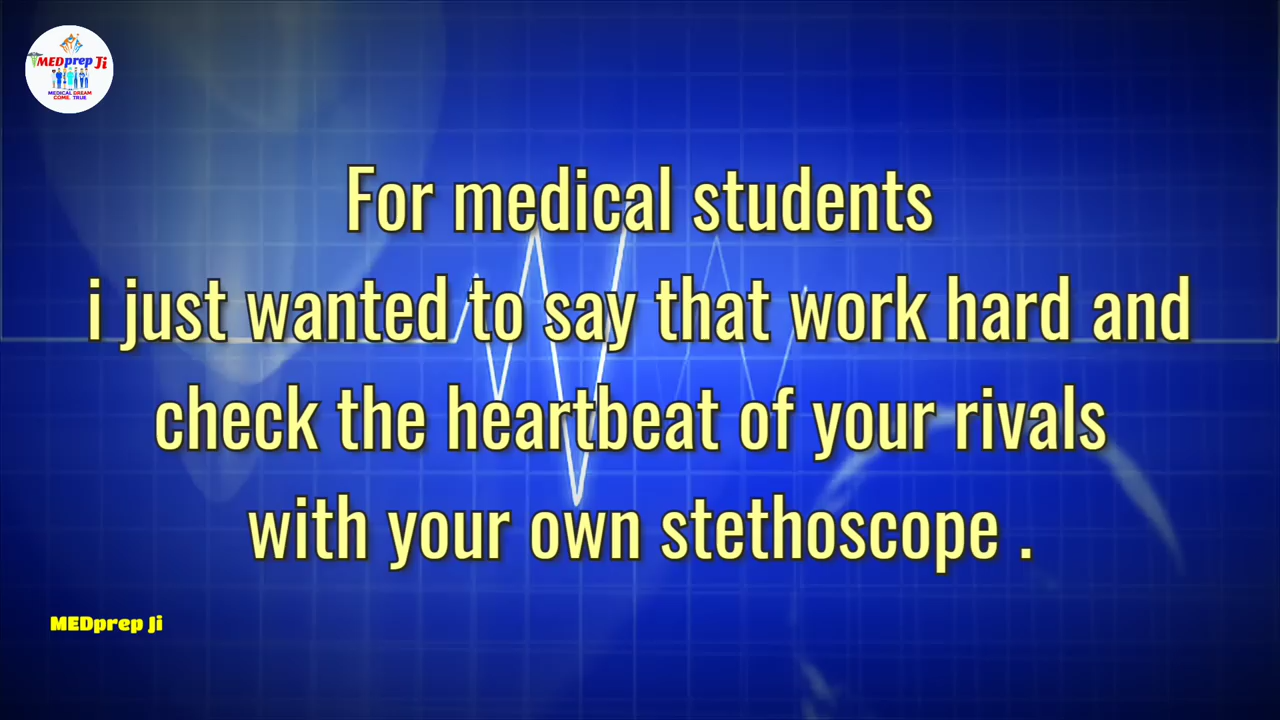 MEDprep Ji
MEDICAL DREAM
COME TRUE
For medical students
i just wanted to say that work hard and
check the heartbeat of your rivals
with your own stethoscope .
MEDprep Ji